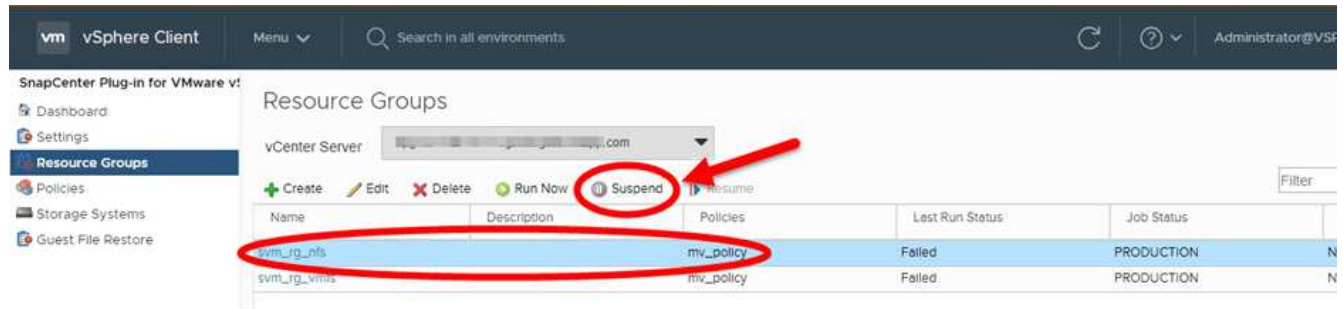 vm vSphere Client Menu Search in all environments Administrator@VSP
SnapCenter Plug-in for VMware vS
Dashboard
Settings
Resource Groups
Policies
Storage Systems
Guest File Restore
Resource Groups
vCenter Server .com
Create Edit Delete Run Now Suspend Resume Filter
Name Description Policies Last Run Status Job Status
svm_rg_nfs mv_policy Failed PRODUCTION N
svm_rg_vmfs mv_policy Failed PRODUCTION N